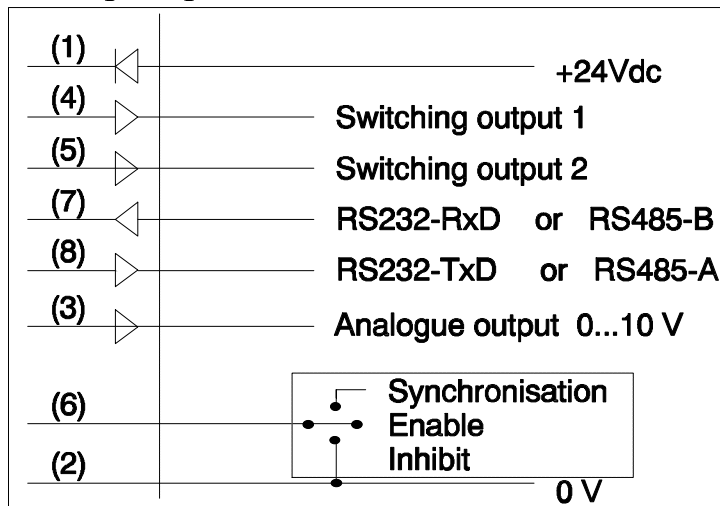 (1) +24Vdc
(4) Switching output 1
(5) Switching output 2
(7) RS232-RxD or RS485-B
(8) RS232-TxD or RS485-A
(3) Analogue output 0...10 V
Synchronisation
(6) Enable
Inhibit
(2) 0 V